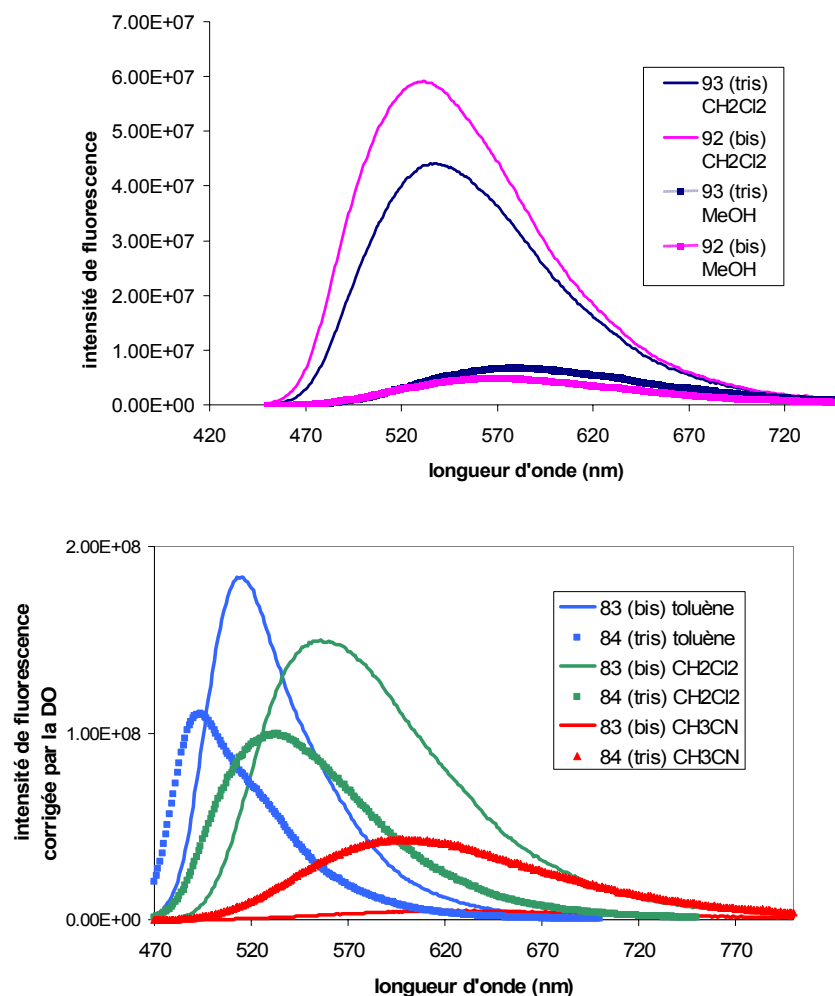 7.00E+07
6.00E+07
5.00E+07
4.00E+07
3.00E+07
2.00E+07
1.00E+07
0.00E+00
intensité de fluorescence
420 470 520 570 620 670 720
longueur d'onde (nm)
93 (tris)
CH2Cl2
92 (bis)
CH2Cl2
93 (tris)
MeOH
92 (bis)
MeOH
2.00E+08
1.00E+08
0.00E+00
intensité de fluorescence
corrigée par la DO
470 520 570 620 670 720 770
longueur d'onde (nm)
83 (bis) toluène
84 (tris) toluène
83 (bis) CH2Cl2
84 (tris) CH2Cl2
83 (bis) CH3CN
84 (tris) CH3CN